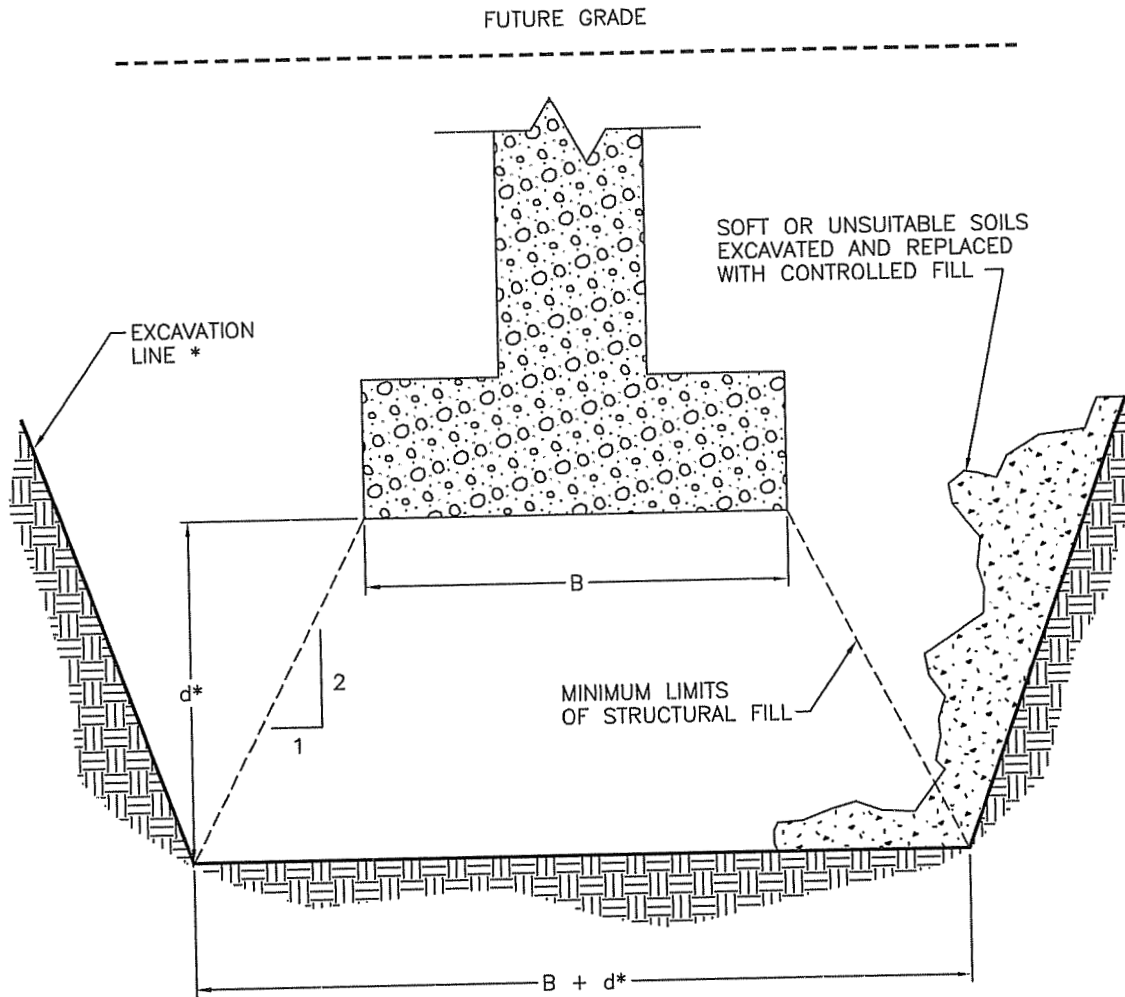 FUTURE GRADE
SOFT OR UNSUITABLE SOILS
EXCAVATED AND REPLACED
WITH CONTROLLED FILL
EXCAVATION
LINE *
B
d*
2
1
MINIMUM LIMITS
OF STRUCTURAL FILL
B + d*